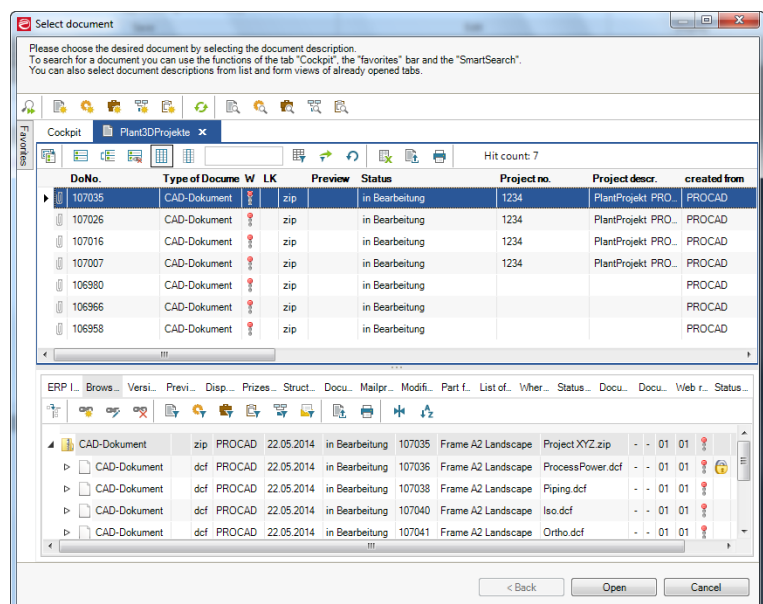 Select document
Please choose the desired document by selecting the document description.
To search for a document you can use the functions of the tab "Cockpit", the "favorites" bar and the "SmartSearch".
You can also select document descriptions from list and form views of already opened tabs.
Favorites
Cockpit Plant3DProjekte
Hit count: 7
DoNo. Type of Docume W LK Preview Status Project no. Project descr. created from
107035 CAD-Dokument zip in Bearbeitung 1234 PlantProjekt PRO... PROCAD
107026 CAD-Dokument zip in Bearbeitung 1234 PlantProjekt PRO... PROCAD
107016 CAD-Dokument zip in Bearbeitung 1234 PlantProjekt PRO... PROCAD
107007 CAD-Dokument zip in Bearbeitung 1234 PlantProjekt PRO... PROCAD
106980 CAD-Dokument zip in Bearbeitung PROCAD
106966 CAD-Dokument zip in Bearbeitung PROCAD
106958 CAD-Dokument zip in Bearbeitung PROCAD
ERP I... Brows... Versi... Previ... Disp... Prizes... Struct... Docu... Mailpr... Modifi... Part f... List of... Wher... Status... Docu... Docu... Web r... Status...
CAD-Dokument zip PROCAD 22.05.2014 in Bearbeitung 107035 Frame A2 Landscape Project XYZ.zip - - 01 01
CAD-Dokument dcf PROCAD 22.05.2014 in Bearbeitung 107036 Frame A2 Landscape ProcessPower.dcf - - 01 01
CAD-Dokument dcf PROCAD 22.05.2014 in Bearbeitung 107038 Frame A2 Landscape Piping.dcf - - 01 01
CAD-Dokument dcf PROCAD 22.05.2014 in Bearbeitung 107040 Frame A2 Landscape Iso.dcf - - 01 01
CAD-Dokument dcf PROCAD 22.05.2014 in Bearbeitung 107041 Frame A2 Landscape Ortho.dcf - - 01 01
< Back Open Cancel